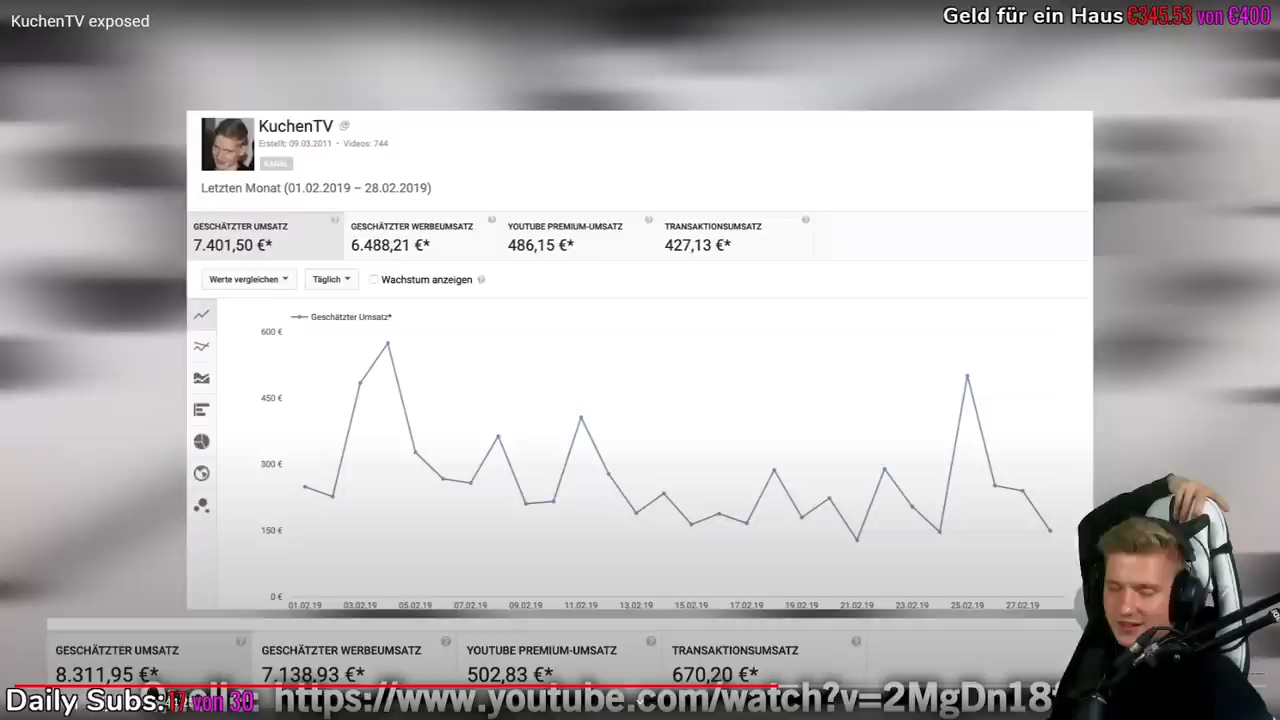 KuchenTV exposed
Geld für ein Haus €345.53 von €400
KuchenTV
Erstellt: 09.03.2011 • Videos: 744
KANAL
Letzten Monat (01.02.2019 – 28.02.2019)
GESCHÄTZTER UMSATZ GESCHÄTZTER WERBEUMSATZ YOUTUBE PREMIUM-UMSATZ TRANSAKTIONSUMSATZ
7.401,50 €* 6.488,21 €* 486,15 €* 427,13 €*
Werte vergleichen Täglich Wachstum anzeigen
Geschätzter Umsatz*
600 €
450 €
300 €
150 €
0 €
01.02.19 03.02.19 05.02.19 07.02.19 09.02.19 11.02.19 13.02.19 15.02.19 17.02.19 19.02.19 21.02.19 23.02.19 25.02.19 27.02.19
GESCHÄTZTER UMSATZ GESCHÄTZTER WERBEUMSATZ YOUTUBE PREMIUM-UMSATZ TRANSAKTIONSUMSATZ
8.311,95 €* 7.138,93 €* 502,83 €* 670,20 €*
Daily Subs: 17 von 30 https://www.youtube.com/watch?v=2MgDn18